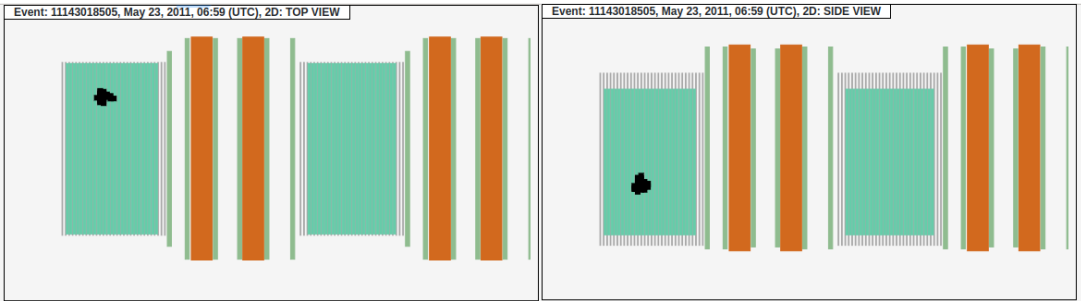 Event: 11143018505, May 23, 2011, 06:59 (UTC), 2D: TOP VIEW
Event: 11143018505, May 23, 2011, 06:59 (UTC), 2D: SIDE VIEW